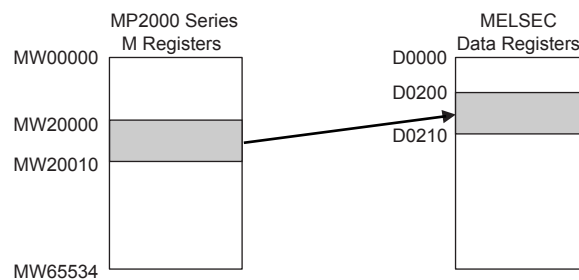 MP2000 Series
M Registers
MW00000
MW20000
MW20010
MW65534
MELSEC
Data Registers
D0000
D0200
D0210